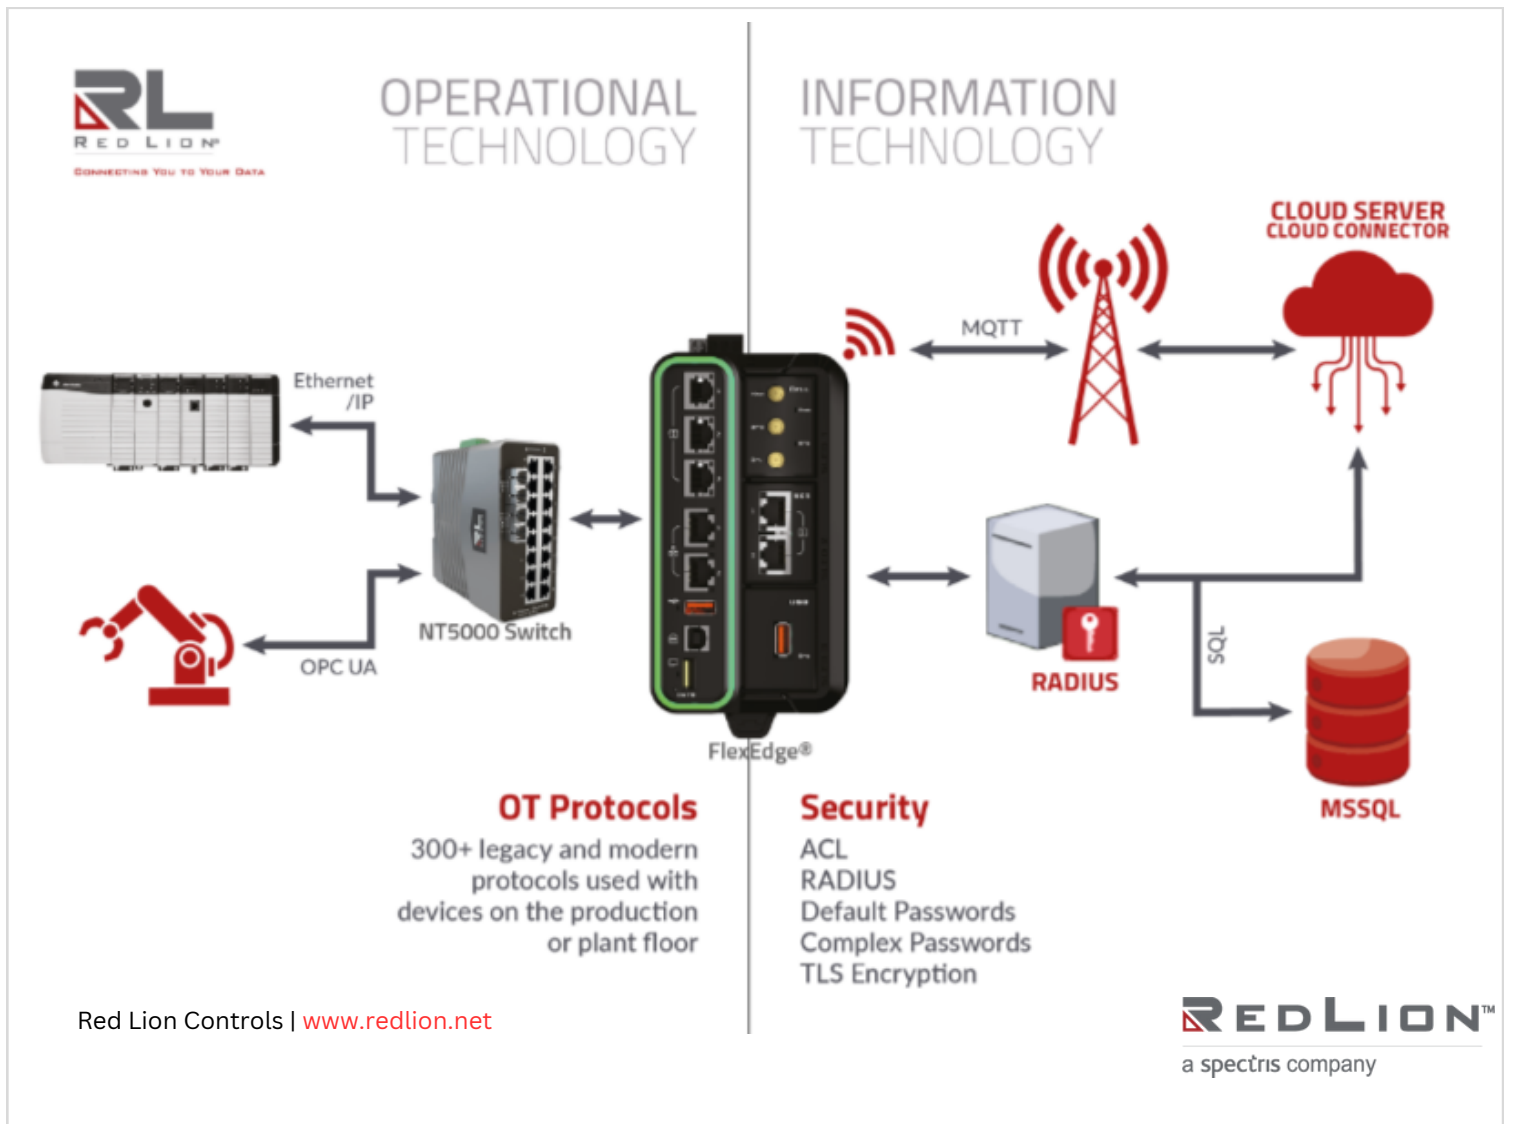 RL
RED LION®
CONNECTING YOU TO YOUR DATA
OPERATIONAL
TECHNOLOGY
INFORMATION
TECHNOLOGY
CLOUD SERVER
CLOUD CONNECTOR
MQTT
Ethernet
/IP
NT5000 Switch
OPC UA
FlexEdge®
RADIUS
SQL
MSSQL
OT Protocols
300+ legacy and modern
protocols used with
devices on the production
or plant floor
Security
ACL
RADIUS
Default Passwords
Complex Passwords
TLS Encryption
Red Lion Controls | www.redlion.net
REDLION™
a spectris company